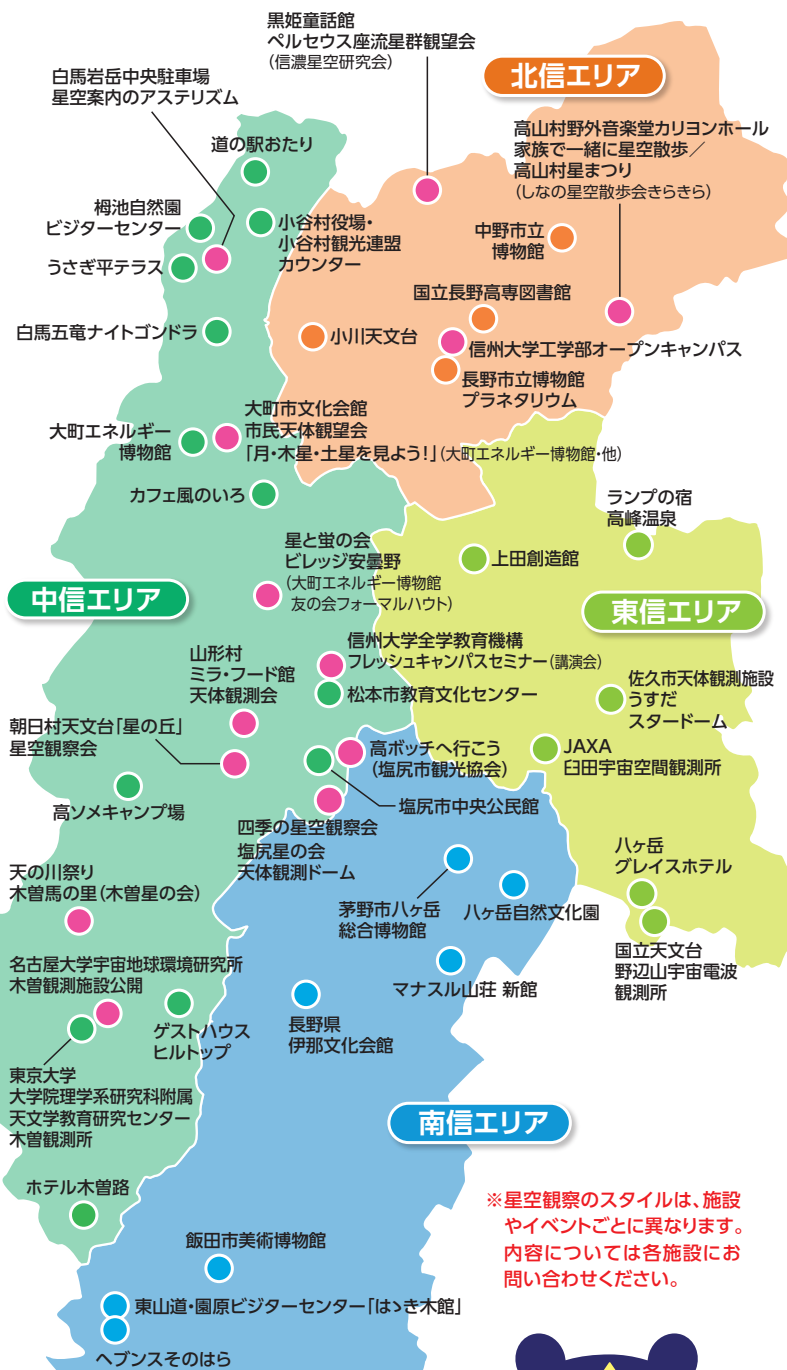 黒姫童話館
ペルセウス座流星群観望会
(信濃星空研究会)
北信エリア
白馬岩岳中央駐車場
星空案内のアステリズム
高山村野外音楽堂カリヨンホール
家族で一緒に星空散歩/
高山村星まつり
(しなの星空散歩会きらきら)
道の駅おたり
栂池自然園
ビジターセンター
小谷村役場・
小谷村観光連盟
カウンター
中野市立
博物館
うさぎ平テラス
国立長野高専図書館
白馬五竜ナイトゴンドラ
小川天文台
信州大学工学部オープンキャンパス
長野市立博物館
プラネタリウム
大町エネルギー
博物館
大町市文化会館
市民天体観望会
「月・木星・土星を見よう!」(大町エネルギー博物館・他)
カフェ風のいろ
ランプの宿
高峰温泉
星と蛍の会
ビレッジ安曇野
(大町エネルギー博物館
友の会フォーマルハウト)
上田創造館
中信エリア
東信エリア
山形村
ミラ・フード館
天体観測会
信州大学全学教育機構
フレッシュキャンパスセミナー(講演会)
松本市教育文化センター
佐久市天体観測施設
うすだ
スタードーム
朝日村天文台「星の丘」
星空観察会
高ボッチへ行こう
(塩尻市観光協会)
JAXA
臼田宇宙空間観測所
高ソメキャンプ場
塩尻市中央公民館
四季の星空観察会
塩尻星の会
天体観測ドーム
八ヶ岳
グレイスホテル
天の川祭り
木曽馬の里(木曽星の会)
茅野市八ヶ岳
総合博物館
八ヶ岳自然文化園
国立天文台
野辺山宇宙電波
観測所
名古屋大学宇宙地球環境研究所
木曽観測施設公開
マナスル山荘 新館
ゲストハウス
ヒルトップ
長野県
伊那文化会館
東京大学
大学院理学系研究科附属
天文学教育研究センター
木曽観測所
南信エリア
ホテル木曽路
※星空観察のスタイルは、施設
やイベントごとに異なります。
内容については各施設にお
問い合わせください。
飯田市美術博物館
東山道・園原ビジターセンター「はゝき木館」
ヘブンスそのはら